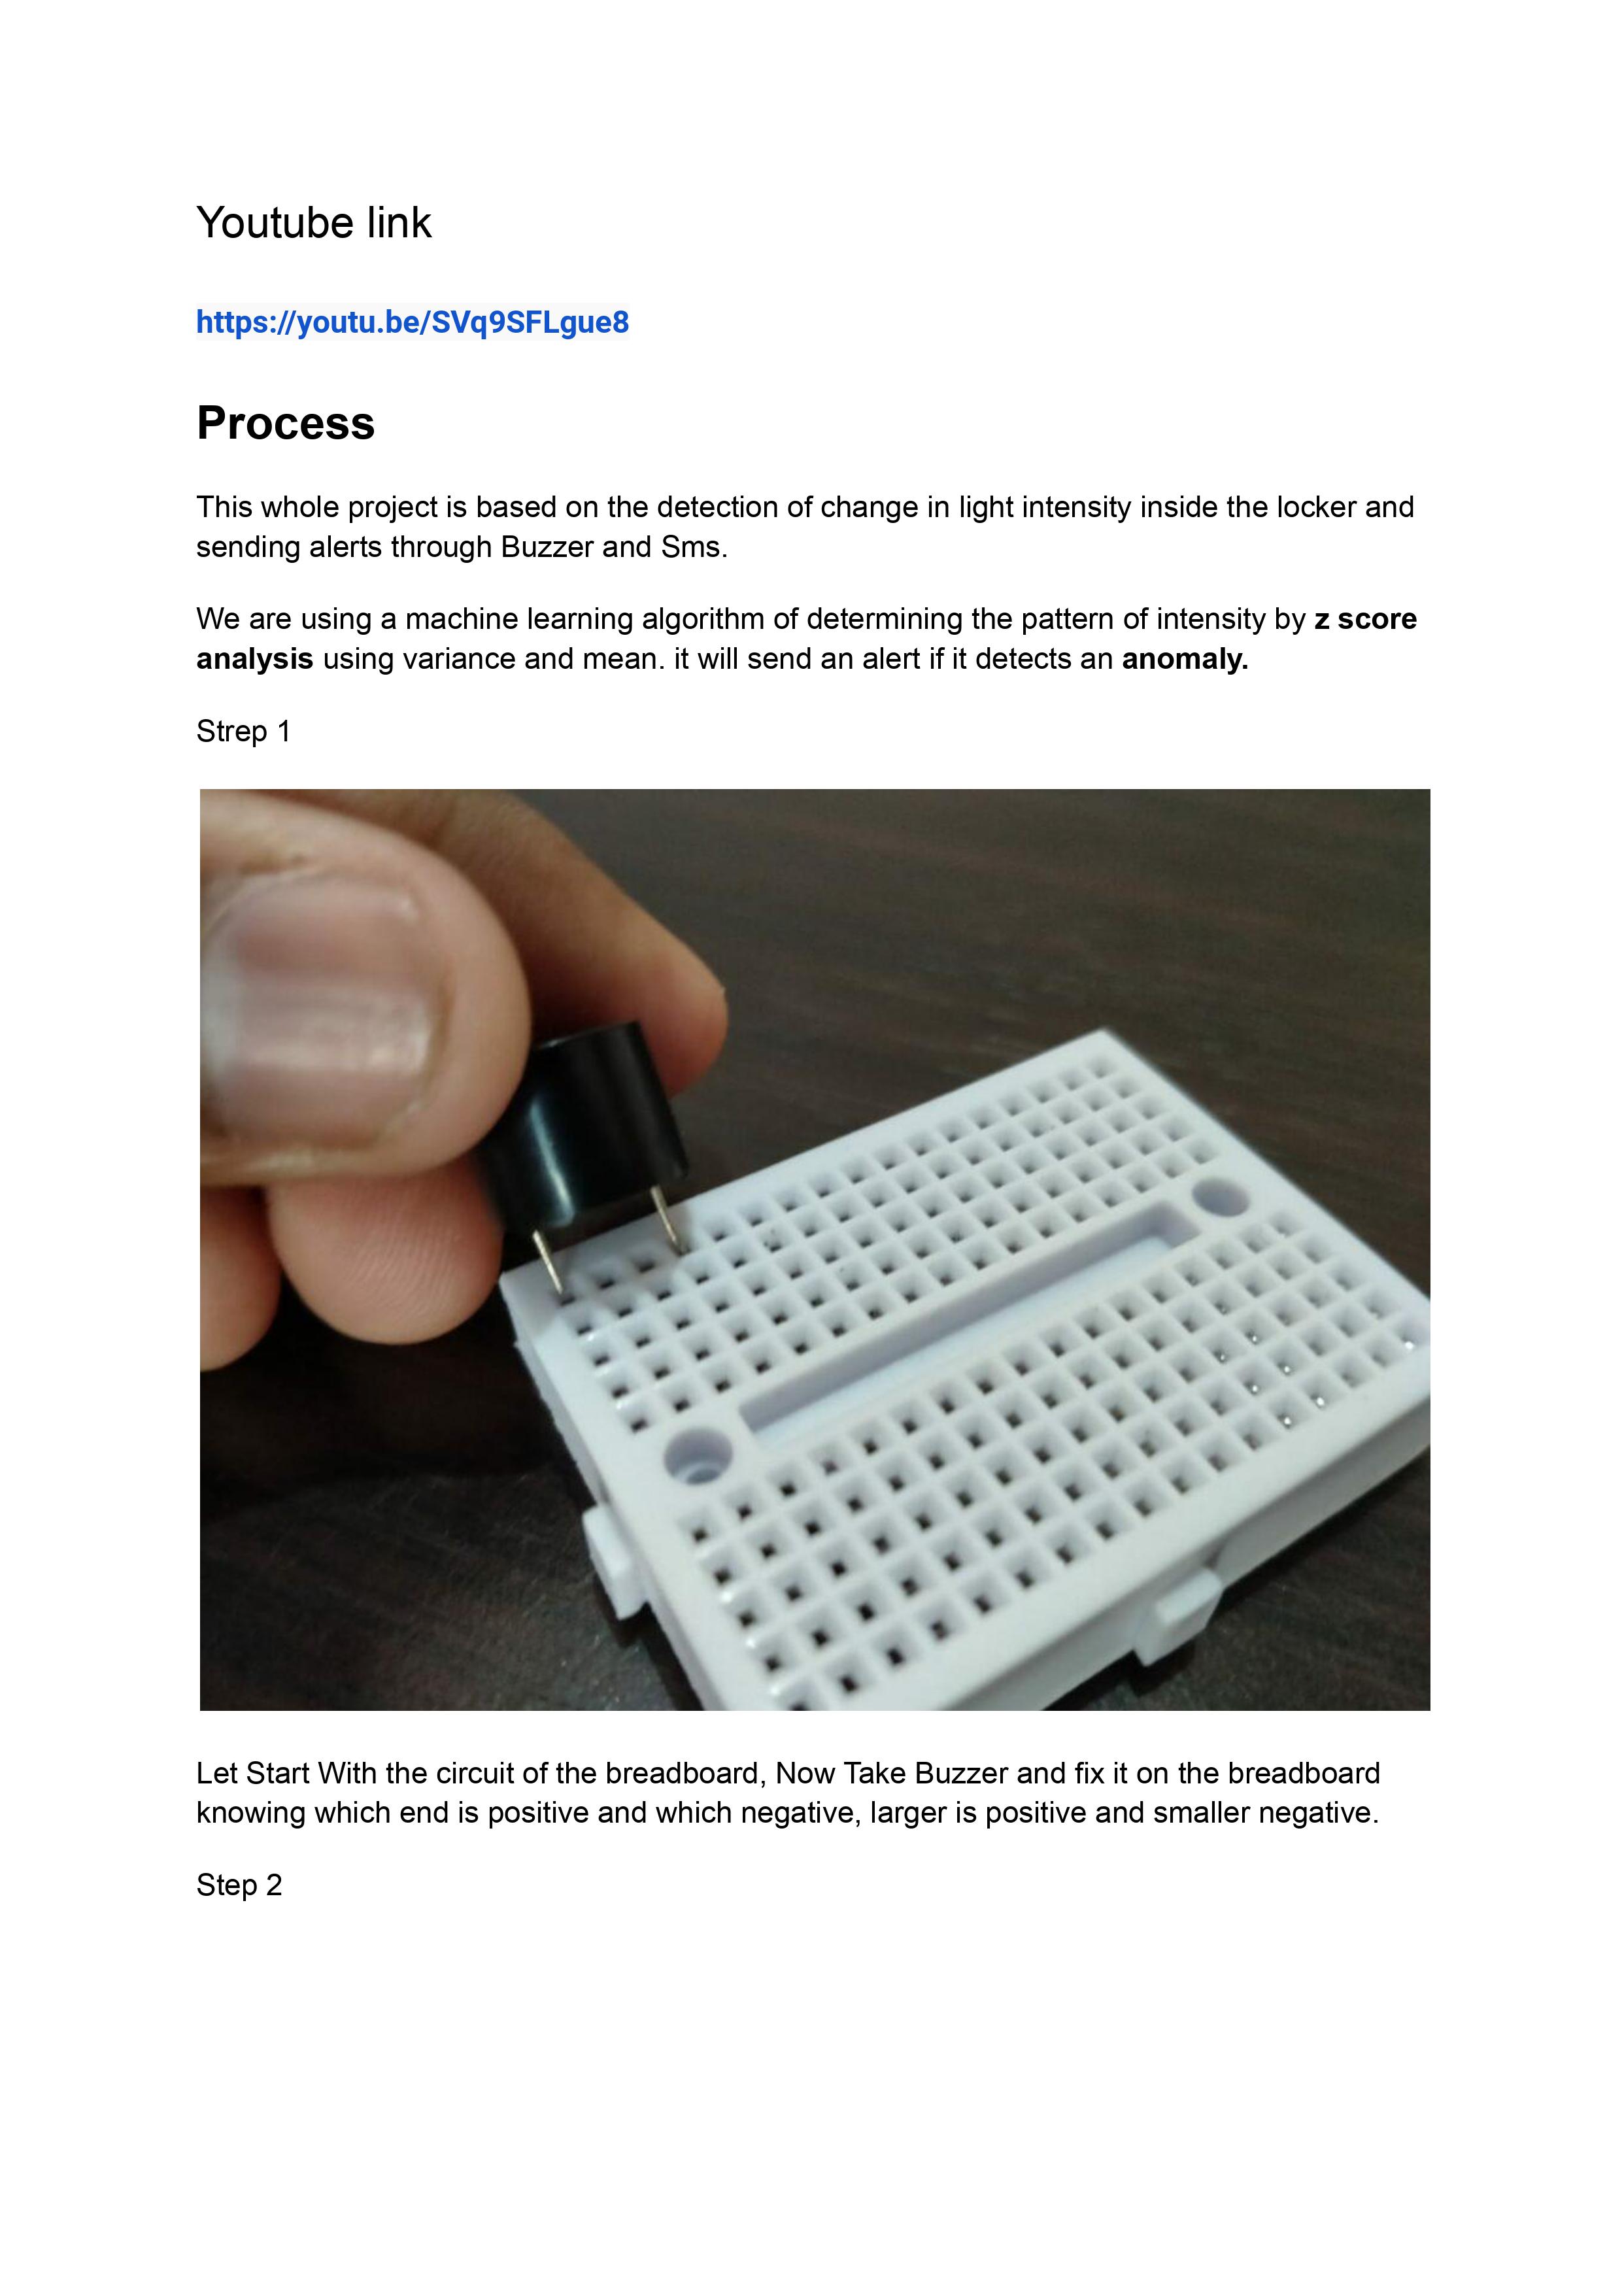 Youtube link
https://youtu.be/SVq9SFLgue8
Process
This whole project is based on the detection of change in light intensity inside the locker and
sending alerts through Buzzer and Sms.
We are using a machine learning algorithm of determining the pattern of intensity by z score
analysis using variance and mean. it will send an alert if it detects an anomaly.
Strep 1
Let Start With the circuit of the breadboard, Now Take Buzzer and fix it on the breadboard
knowing which end is positive and which negative, larger is positive and smaller negative.
Step 2